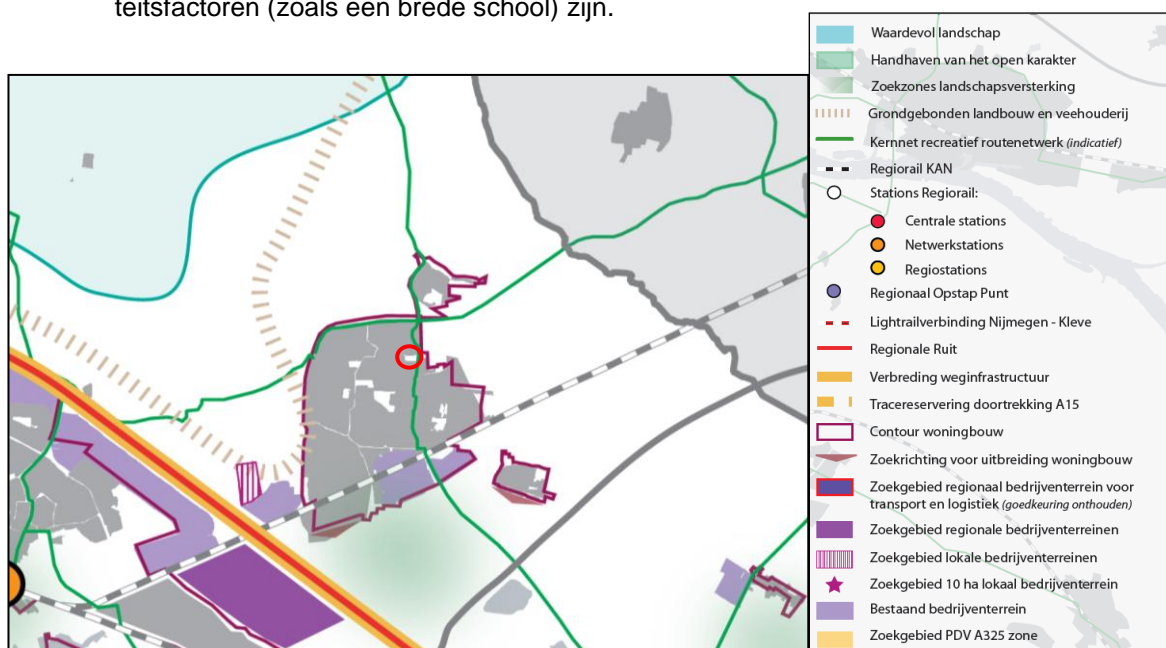 teitsfactoren (zoals een brede school) zijn.
Waardevol landschap
Handhaven van het open karakter
Zoekzones landschapsversterking
Grondgebonden landbouw en veehouderij
Kernnet recreatief routenetwerk (indicatief)
Regiorail KAN
Stations Regiorail:
Centrale stations
Netwerkstations
Regiostations
Regionaal Opstap Punt
Lightrailverbinding Nijmegen - Kleve
Regionale Ruit
Verbreding weginfrastructuur
Tracereservering doortrekking A15
Contour woningbouw
Zoekrichting voor uitbreiding woningbouw
Zoekgebied regionaal bedrijventerrein voor
transport en logistiek (goedkeuring onthouden)
Zoekgebied regionale bedrijventerreinen
Zoekgebied lokale bedrijventerreinen
Zoekgebied 10 ha lokaal bedrijventerrein
Bestaand bedrijventerrein
Zoekgebied PDV A325 zone